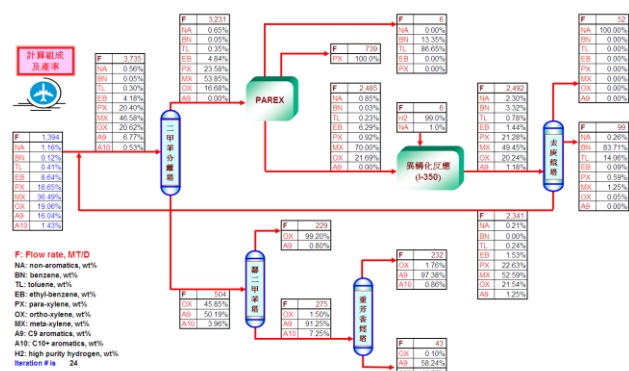 計算組成
及產率
F 3,735
NA 0.56%
BN 0.05%
TL 0.30%
EB 4.18%
PX 20.40%
MX 46.58%
OX 20.62%
A9 6.77%
A10 0.53%
F 3,231
NA 0.65%
BN 0.05%
TL 0.35%
EB 4.84%
PX 23.58%
MX 53.85%
OX 16.68%
A9 0.00%
PAREX
F 739
PX 100.0%
F 6
NA 0.00%
BN 13.35%
TL 86.65%
EB 0.00%
PX 0.00%
F 2,485
NA 0.85%
BN 0.03%
TL 0.23%
EB 6.29%
PX 0.92%
MX 70.00%
OX 21.69%
A9 0.00%
F 6
H2 99.0%
NA 1.0%
異構化反應
(I-350)
F 2,492
NA 2.30%
BN 3.32%
TL 0.78%
EB 1.44%
PX 21.28%
MX 49.45%
OX 20.24%
A9 1.18%
F 52
NA 100.00%
BN 0.00%
TL 0.00%
EB 0.00%
PX 0.00%
MX 0.00%
OX 0.00%
A9 0.00%
F 99
NA 0.26%
BN 83.71%
TL 14.06%
EB 0.09%
PX 0.59%
MX 1.25%
OX 0.05%
A9 0.00%
F 1,394
NA 1.16%
BN 0.12%
TL 0.41%
EB 8.64%
PX 16.65%
MX 36.49%
OX 19.06%
A9 16.04%
A10 1.43%
二甲苯分離塔
F 2,341
NA 0.21%
BN 0.00%
TL 0.24%
EB 1.53%
PX 22.63%
MX 52.59%
OX 21.54%
A9 1.25%
F 504
OX 45.85%
A9 50.19%
A10 3.96%
鄰二甲苯塔
F 229
OX 99.20%
A9 0.80%
F 275
OX 1.50%
A9 91.25%
A10 7.25%
重芳香烴塔
F 232
OX 1.76%
A9 97.38%
A10 0.86%
F 43
OX 0.10%
A9 58.24%
F: Flow rate, MT/D
NA: non-aromatics, wt%
BN: benzene, wt%
TL: toluene, wt%
EB: ethyl-benzene, wt%
PX: para-xylene, wt%
OX: ortho-xylene, wt%
MX: meta-xylene, wt%
A9: C9 aromatics, wt%
A10: C10+ aromatics, wt%
H2: high purity hydrogen, wt%
Iteration # is 24